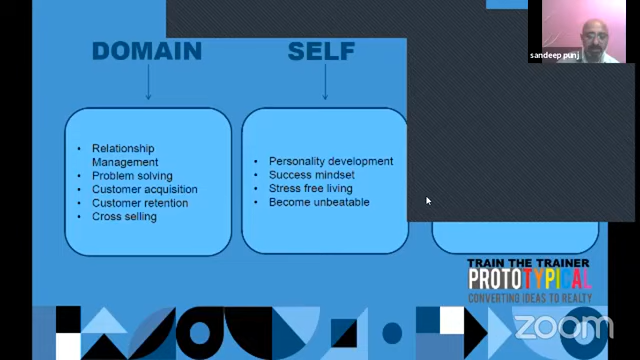 sandeep punj
DOMAIN
SELF
• Relationship
Management
• Problem solving
• Customer acquisition
• Customer retention
• Cross selling
• Personality development
• Success mindset
• Stress free living
• Become unbeatable
TRAIN THE TRAINER
PROTOTYPICAL
CONVERTING IDEAS TO REALTY
zoom